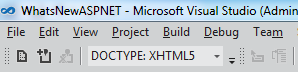 WhatsNewASPNET - Microsoft Visual Studio (Admin
File Edit View Project Build Debug Team
DOCTYPE: XHTML5